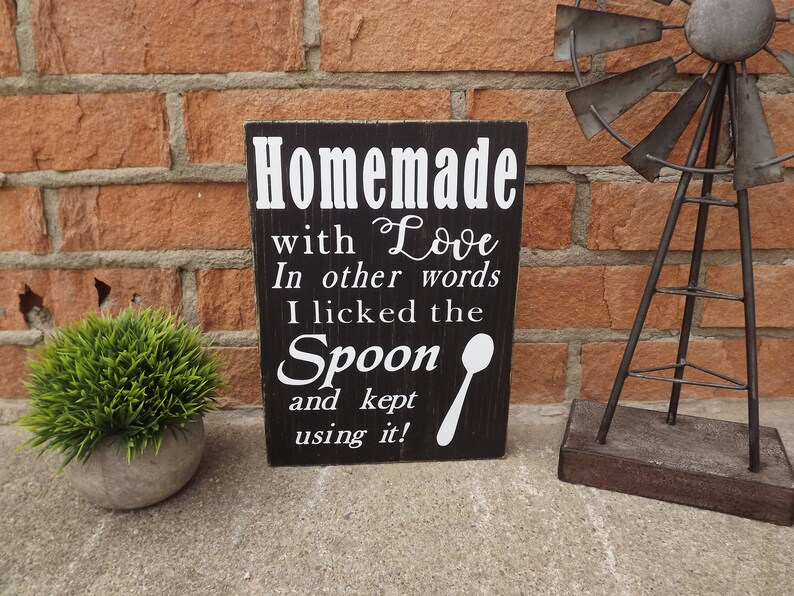 Homemade
with Love
In other words
I licked the
Spoon
and kept
using it!